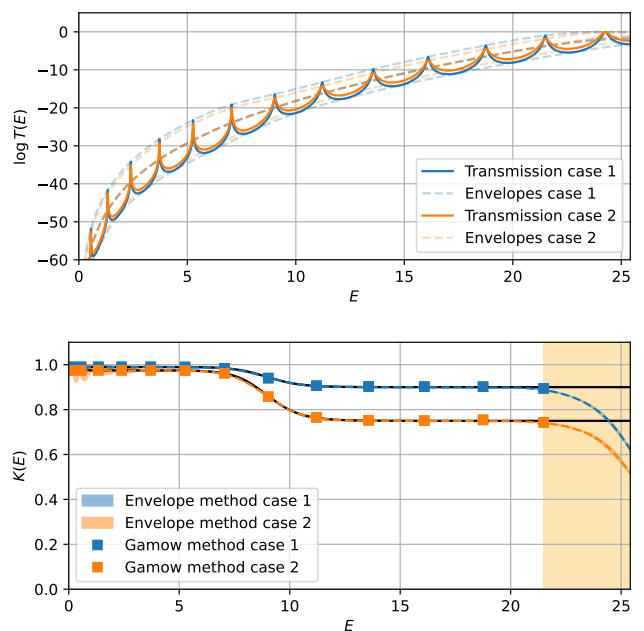 0
−10
−20
−30
−40
−50
−60
log T(E)
Transmission case 1
Envelopes case 1
Transmission case 2
Envelopes case 2
0 5 10 15 20 25
E
1.0
0.8
0.6
0.4
0.2
0.0
K(E)
Envelope method case 1
Envelope method case 2
Gamow method case 1
Gamow method case 2
0 5 10 15 20 25
E